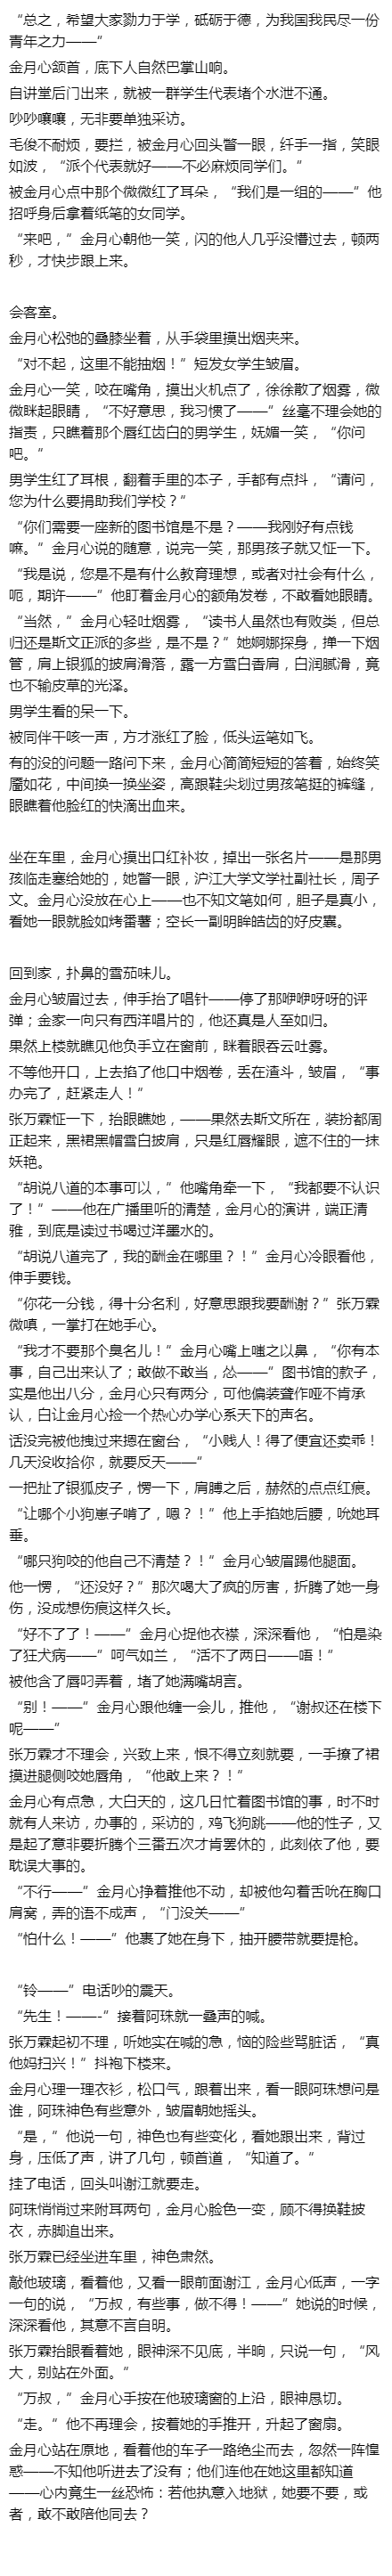 “总之，希望大家勠力于学，砥砺于德，为我国我民尽一份
青年之力——”
金月心颔首，底下人自然巴掌山响。
自讲堂后门出来，就被一群学生代表堵个水泄不通。
吵吵嚷嚷，无非要单独采访。
毛俊不耐烦，要拦，被金月心回头瞥一眼，纤手一指，笑眼
如波，“派个代表就好——不必麻烦同学们。”
被金月心点中那个微微红了耳朵，“我们是一组的——”他
招呼身后拿着纸笔的女同学。
“来吧，”金月心朝他一笑，闪的他人几乎没懵过去，顿两
秒，才快步跟上来。
会客室。
金月心松弛的叠膝坐着，从手袋里摸出烟夹来。
“对不起，这里不能抽烟！”短发女学生皱眉。
金月心一笑，咬在嘴角，摸出火机点了，徐徐散了烟雾，微
微眯起眼睛，“不好意思，我习惯了——”丝毫不理会她的
指责，只瞧着那个唇红齿白的男学生，妩媚一笑，“你问
吧。”
男学生红了耳根，翻着手里的本子，手都有点抖，“请问，
您为什么要捐助我们学校？”
“你们需要一座新的图书馆是不是？——我刚好有点钱
嘛。”金月心说的随意，说完一笑，那男孩子就又怔一下。
“我是说，您是不是有什么教育理想，或者对社会有什么，
呃，期许——”他盯着金月心的额角发卷，不敢看她眼睛。
“当然，”金月心轻吐烟雾，“读书人虽然也有败类，但总
归还是斯文正派的多些，是不是？”她婀娜探身，掸一下烟
管，肩上银狐的披肩滑落，露一方雪白香肩，白润腻滑，竟
也不输皮草的光泽。
男学生看的呆一下。
被同伴干咳一声，方才涨红了脸，低头运笔如飞。
有的没的问题一路问下来，金月心简简短短的答着，始终笑
靥如花，中间换一换坐姿，高跟鞋尖划过男孩笔挺的裤缝，
眼瞧着他脸红的快滴出血来。
坐在车里，金月心摸出口红补妆，掉出一张名片——是那男
孩临走塞给她的，她瞥一眼，沪江大学文学社副社长，周子
文。金月心没放在心上——也不知文笔如何，胆子是真小，
看她一眼就脸如烤番薯；空长一副明眸皓齿的好皮囊。
回到家，扑鼻的雪茄味儿。
金月心皱眉过去，伸手抬了唱针——停了那咿咿呀呀的评
弹；金家一向只有西洋唱片的，他还真是人至如归。
果然上楼就瞧见他负手立在窗前，眯着眼吞云吐雾。
不等他开口，上去掐了他口中烟卷，丢在渣斗，皱眉，“事
办完了，赶紧走人！”
张万霖怔一下，抬眼瞧她，——果然去斯文所在，装扮都周
正起来，黑裙黑帽雪白披肩，只是红唇耀眼，遮不住的一抹
妖艳。
“胡说八道的本事可以，”他嘴角牵一下，“我都要不认识
了！”——他在广播里听的清楚，金月心的演讲，端正清
雅，到底是读过书喝过洋墨水的。
“胡说八道完了，我的酬金在哪里？！”金月心冷眼看他，
伸手要钱。
“你花一分钱，得十分名利，好意思跟我要酬谢？”张万霖
微嗔，一掌打在她手心。
“我才不要那个臭名儿！”金月心嘴上嗤之以鼻，“你有本
事，自己出来认了；敢做不敢当，怂——”图书馆的款子，
实是他出八分，金月心只有两分，可他偏装聋作哑不肯承
认，白让金月心捡一个热心办学心系天下的声名。
话没完被他拽过来摁在窗台，“小贱人！得了便宜还卖乖！
几天没收拾你，就要反天——”
一把扯了银狐皮子，愣一下，肩膊之后，赫然的点点红痕。
“让哪个小狗崽子啃了，嗯？！”他上手掐她后腰，吮她耳
垂。
“哪只狗咬的他自己不清楚？！”金月心皱眉踢他腿面。
他一愣，“还没好？”那次喝大了疯的厉害，折腾了她一身
伤，没成想伤痕这样久长。
“好不了了！——”金月心捉他衣襟，深深看他，“怕是染
了狂犬病——”呵气如兰，“活不了两日——唔！”
被他含了唇叼弄着，堵了她满嘴胡言。
“别！——”金月心跟他缠一会儿，推他，“谢叔还在楼下
呢——”
张万霖才不理会，兴致上来，恨不得立刻就要，一手撩了裙
摸进腿侧咬她唇角，“他敢上来？！”
金月心有点急，大白天的，这几日忙着图书馆的事，时不时
就有人来访，办事的，采访的，鸡飞狗跳——他的性子，又
是起了意非要折腾个三番五次才肯罢休的，此刻依了他，要
耽误大事的。
“不行——”金月心挣着推他不动，却被他勾着舌吮在胸口
肩窝，弄的语不成声，“门没关——”
“怕什么！——”他裹了她在身下，抽开腰带就要提枪。
“铃——”电话吵的震天。
“先生！——-”接着阿珠就一叠声的喊。
张万霖起初不理，听她实在喊的急，恼的险些骂脏话，“真
他妈扫兴！”抖袍下楼来。
金月心理一理衣衫，松口气，跟着出来，看一眼阿珠想问是
谁，阿珠神色有些意外，皱眉朝她摇头。
“是，”他说一句，神色也有些变化，看她跟出来，背过
身，压低了声，讲了几句，顿首道，“知道了。”
挂了电话，回头叫谢江就要走。
阿珠悄悄过来附耳两句，金月心脸色一变，顾不得换鞋披
衣，赤脚追出来。
张万霖已经坐进车里，神色肃然。
敲他玻璃，看着他，又看一眼前面谢江，金月心低声，一字
一句的说，“万叔，有些事，做不得！——”她说的时候，
深深看他，其意不言自明。
张万霖抬眼看着她，眼神深不见底，半晌，只说一句，“风
大，别站在外面。”
“万叔，”金月心手按在他玻璃窗的上沿，眼神恳切。
“走。”他不再理会，按着她的手推开，升起了窗扇。
金月心站在原地，看着他的车子一路绝尘而去，忽然一阵惶
惑——不知他听进去了没有；他们连他在她这里都知道
——心内竟生一丝恐怖：若他执意入地狱，她要不要，或
者，敢不敢陪他同去？